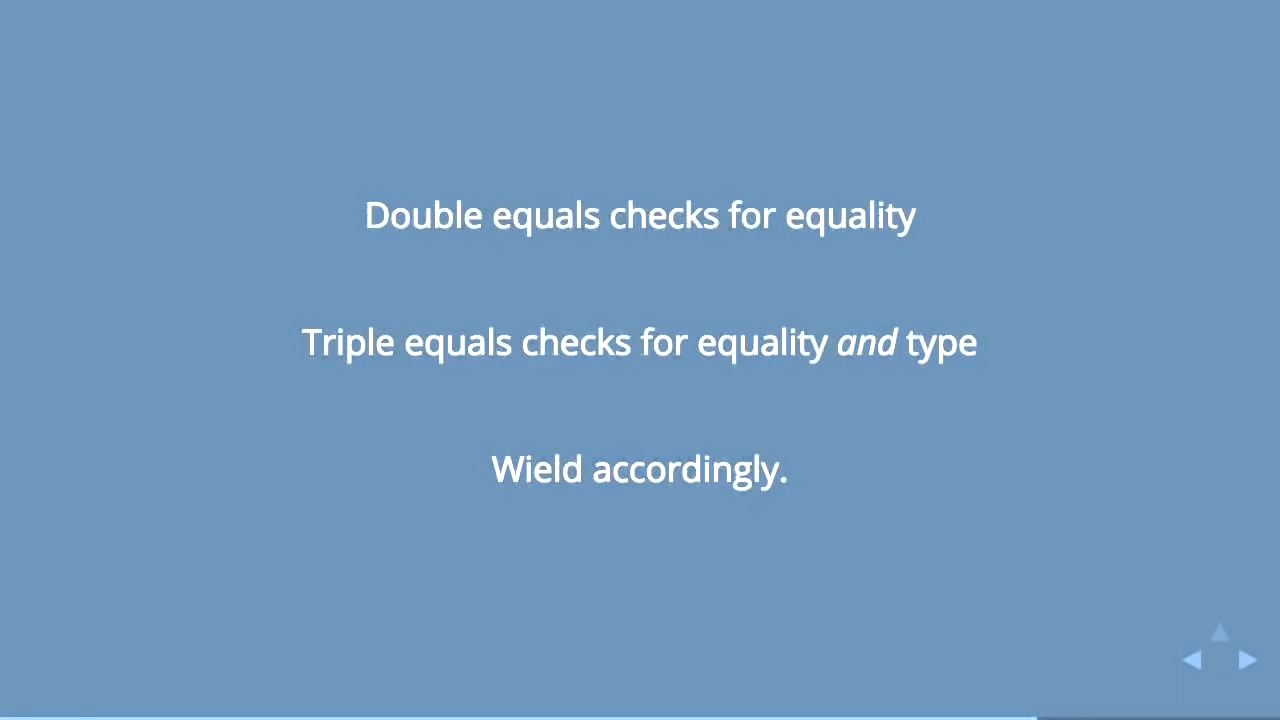 Double equals checks for equality
Triple equals checks for equality and type
Wield accordingly.